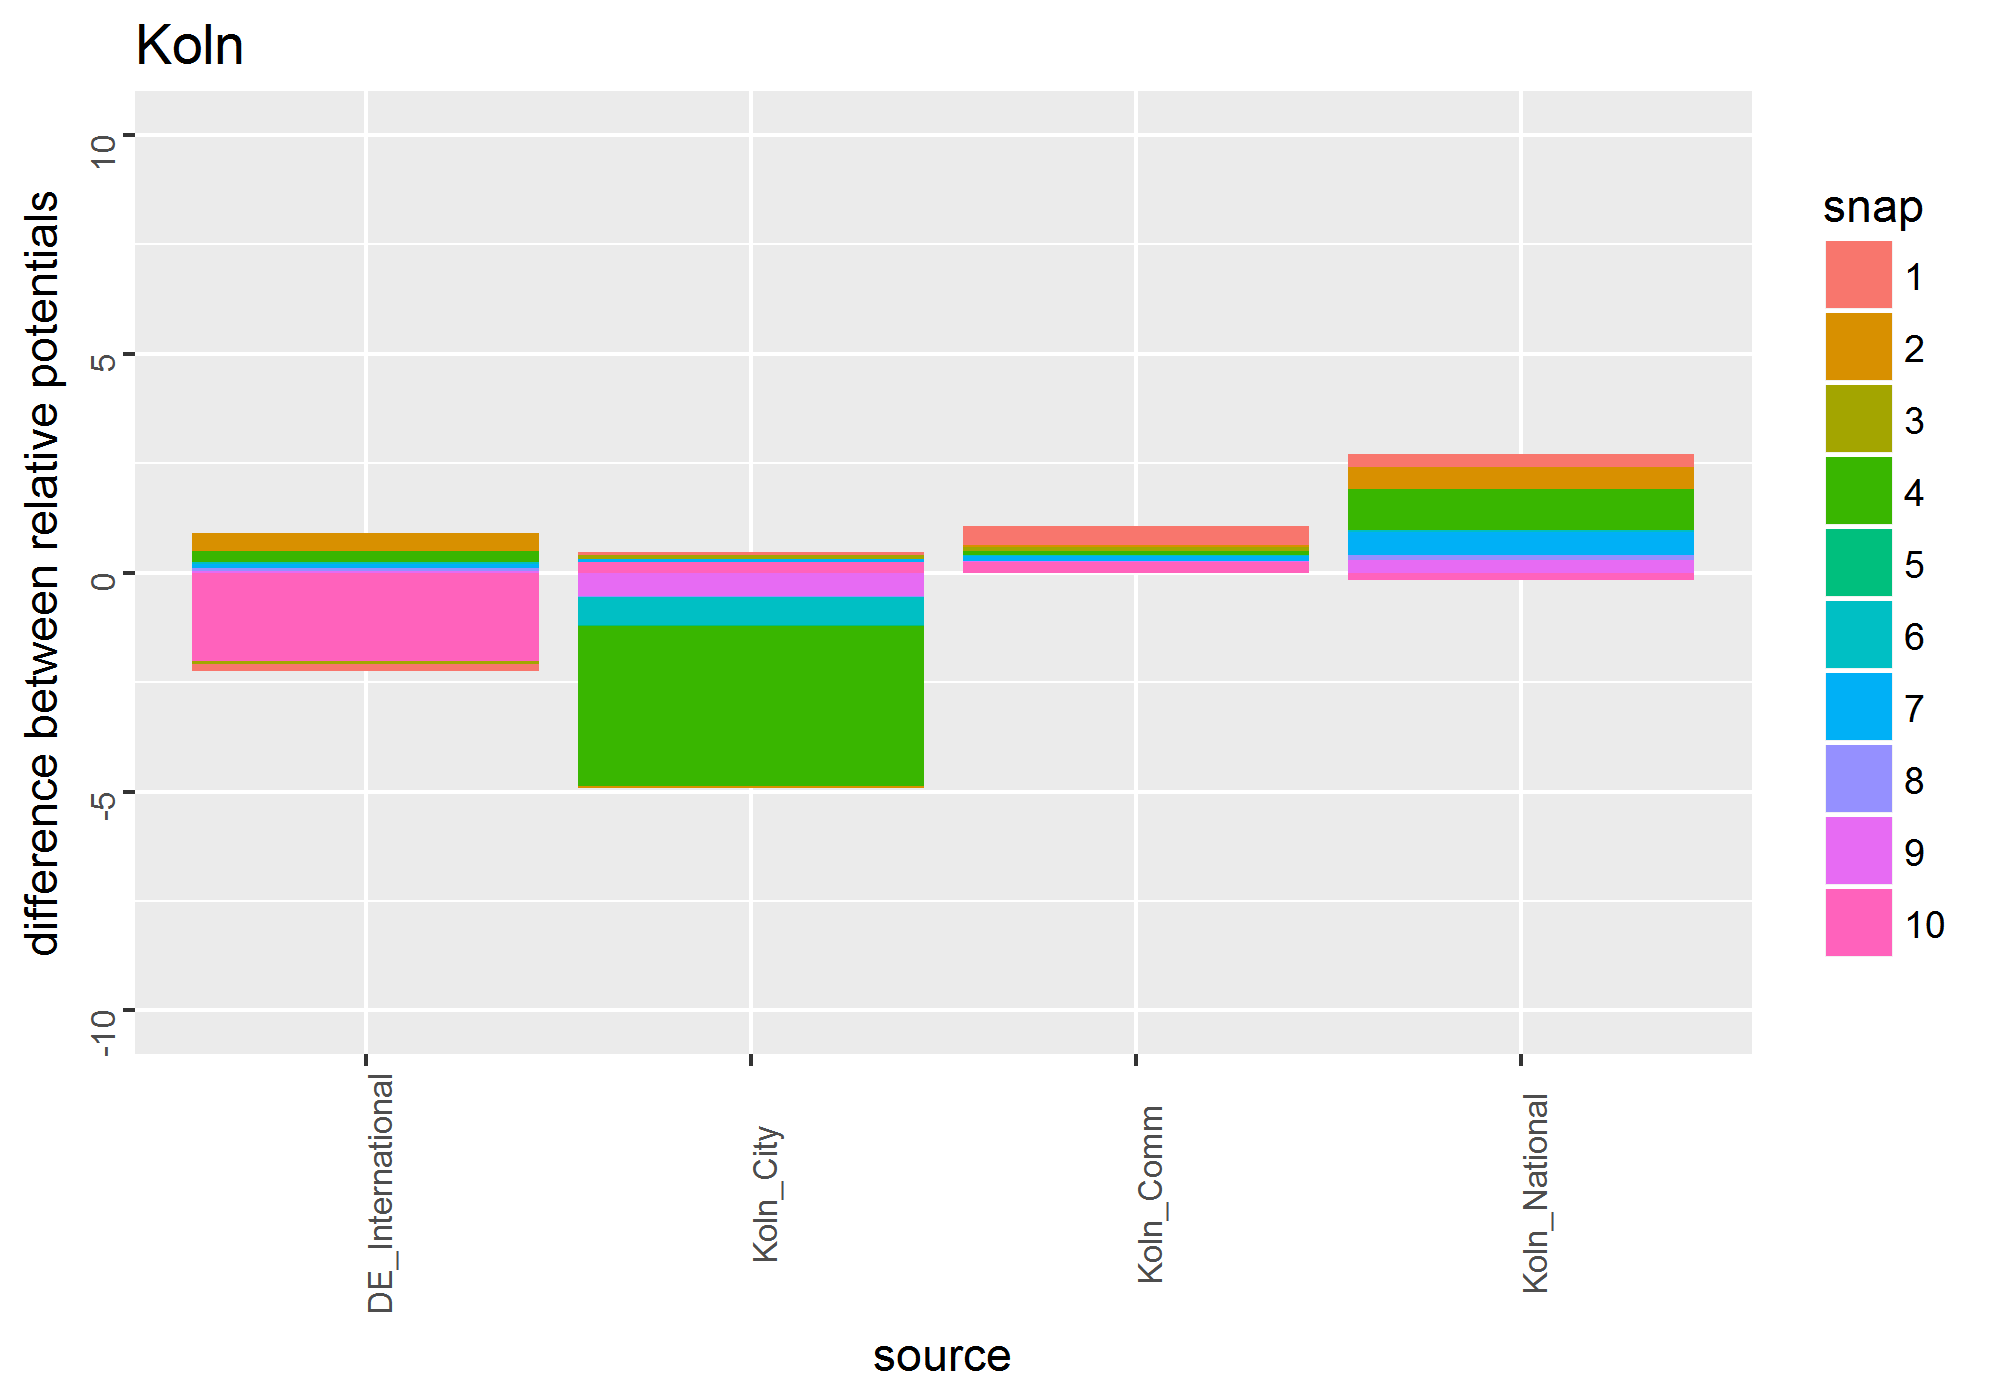 Koln
difference between relative potentials
10
5
0
-5
-10
DE_International
Koln_City
Koln_Comm
Koln_National
source
snap
1
2
3
4
5
6
7
8
9
10